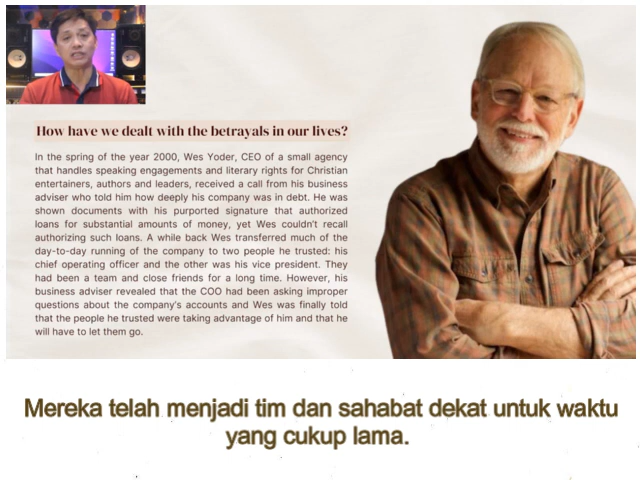 How have we dealt with the betrayals in our lives?
In the spring of the year 2000, Wes Yoder, CEO of a small agency
that handles speaking engagements and literary rights for Christian
entertainers, authors and leaders, received a call from his business
adviser who told him how deeply his company was in debt. He was
shown documents with his purported signature that authorized
loans for substantial amounts of money, yet Wes couldn't recall
authorizing such loans. A while back Wes transferred much of the
day-to-day running of the company to two people he trusted: his
chief operating officer and the other was his vice president. They
had been a team and close friends for a long time. However, his
business adviser revealed that the COO had been asking improper
questions about the company's accounts and Wes was finally told
that the people he trusted were taking advantage of him and that he
will have to let them go.
Mereka telah menjadi tim dan sahabat dekat untuk waktu
yang cukup lama.